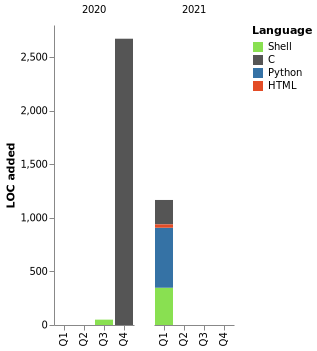 2020 2021
Language
Shell
C
Python
HTML
LOC added
2,500
2,000
1,500
1,000
500
0
Q1 Q2 Q3 Q4 Q1 Q2 Q3 Q4